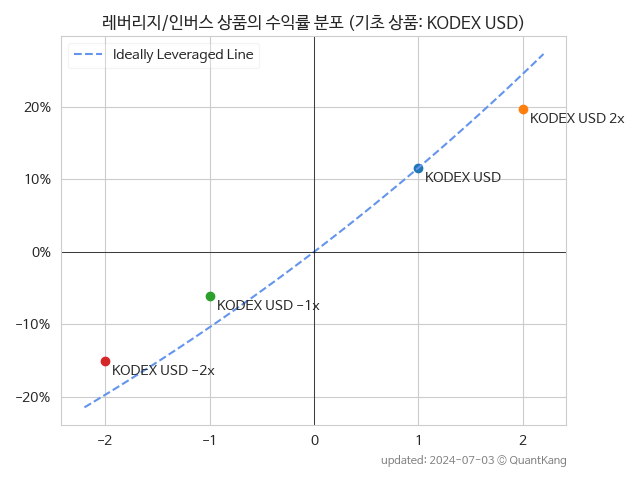 레버리지/인버스 상품의 수익률 분포 (기초 상품: KODEX USD)
Ideally Leveraged Line
20%
10%
0%
−10%
−20%
KODEX USD 2x
KODEX USD
KODEX USD −1x
KODEX USD −2x
−2 −1 0 1 2
updated: 2024-07-03 © QuantKang